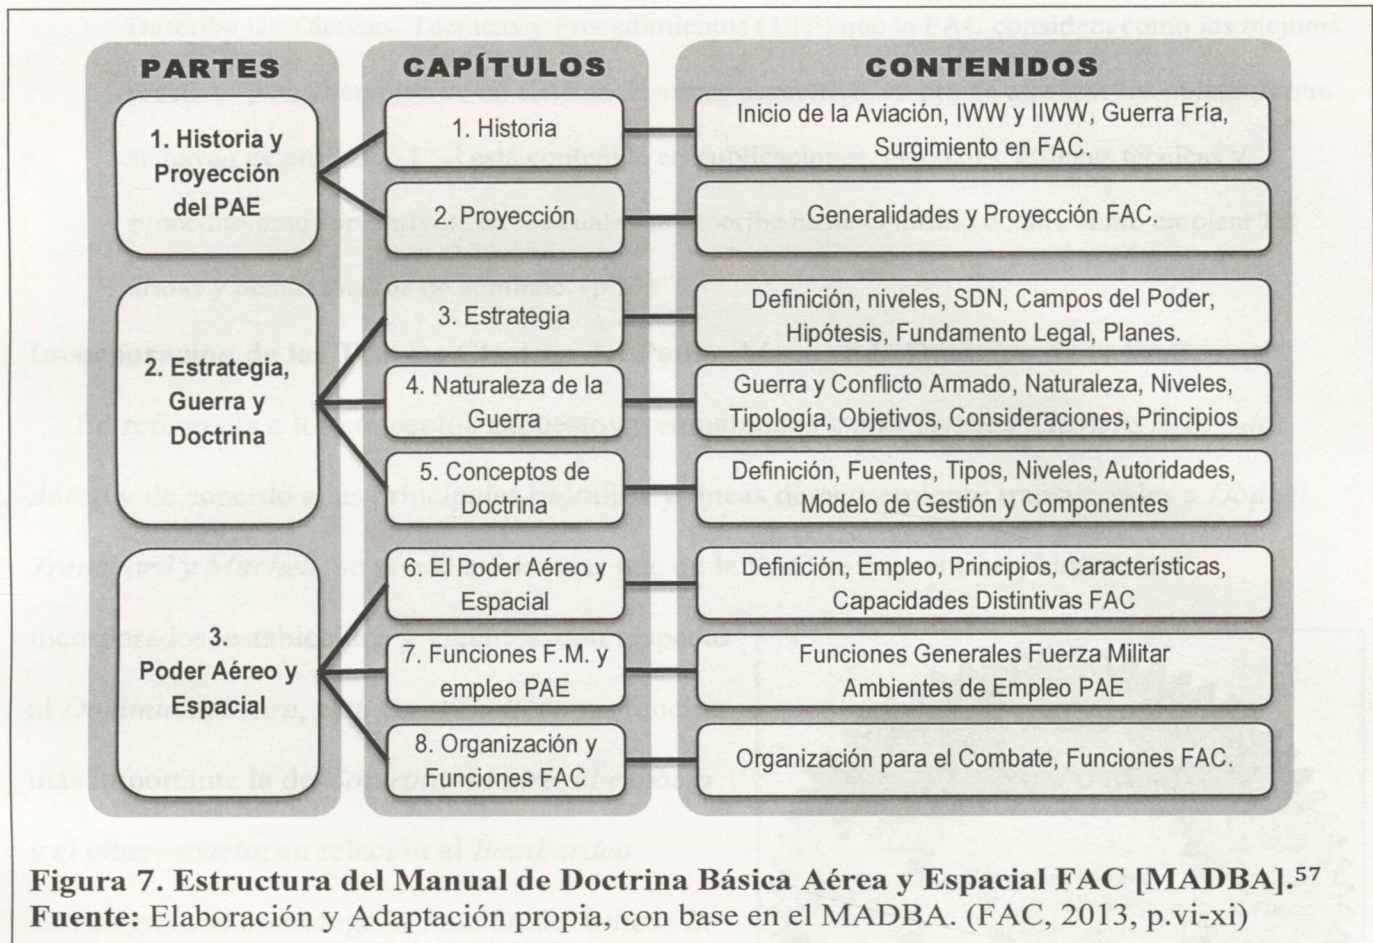 PARTES
CAPÍTULOS
CONTENIDOS
1. Historia y
Proyección
del PAE
1. Historia
Inicio de la Aviación, IWW y IIWW, Guerra Fría,
Surgimiento en FAC.
2. Proyección
Generalidades y Proyección FAC.
2. Estrategia,
Guerra y
Doctrina
3. Estrategia
Definición, niveles, SDN, Campos del Poder,
Hipótesis, Fundamento Legal, Planes.
4. Naturaleza de la
Guerra
Guerra y Conflicto Armado, Naturaleza, Niveles,
Tipología, Objetivos, Consideraciones, Principios
5. Conceptos de
Doctrina
Definición, Fuentes, Tipos, Niveles, Autoridades,
Modelo de Gestión y Componentes
3.
Poder Aéreo y
Espacial
6. El Poder Aéreo y
Espacial
Definición, Empleo Principios, Características,
Capacidades Distintivas FAC
7. Funciones F.M. y
empleo PAE
Funciones Generales Fuerza Militar
Ambientes de Empleo PAE
8. Organización y
Funciones FAC
Organización para el Combate, Funciones FAC.
Figura 7. Estructura del Manual de Doctrina Básica Aérea y Espacial FAC [MADBA].57
Fuente: Elaboración y Adaptación propia, con base en el MADBA. (FAC, 2013, p.vi-xi)